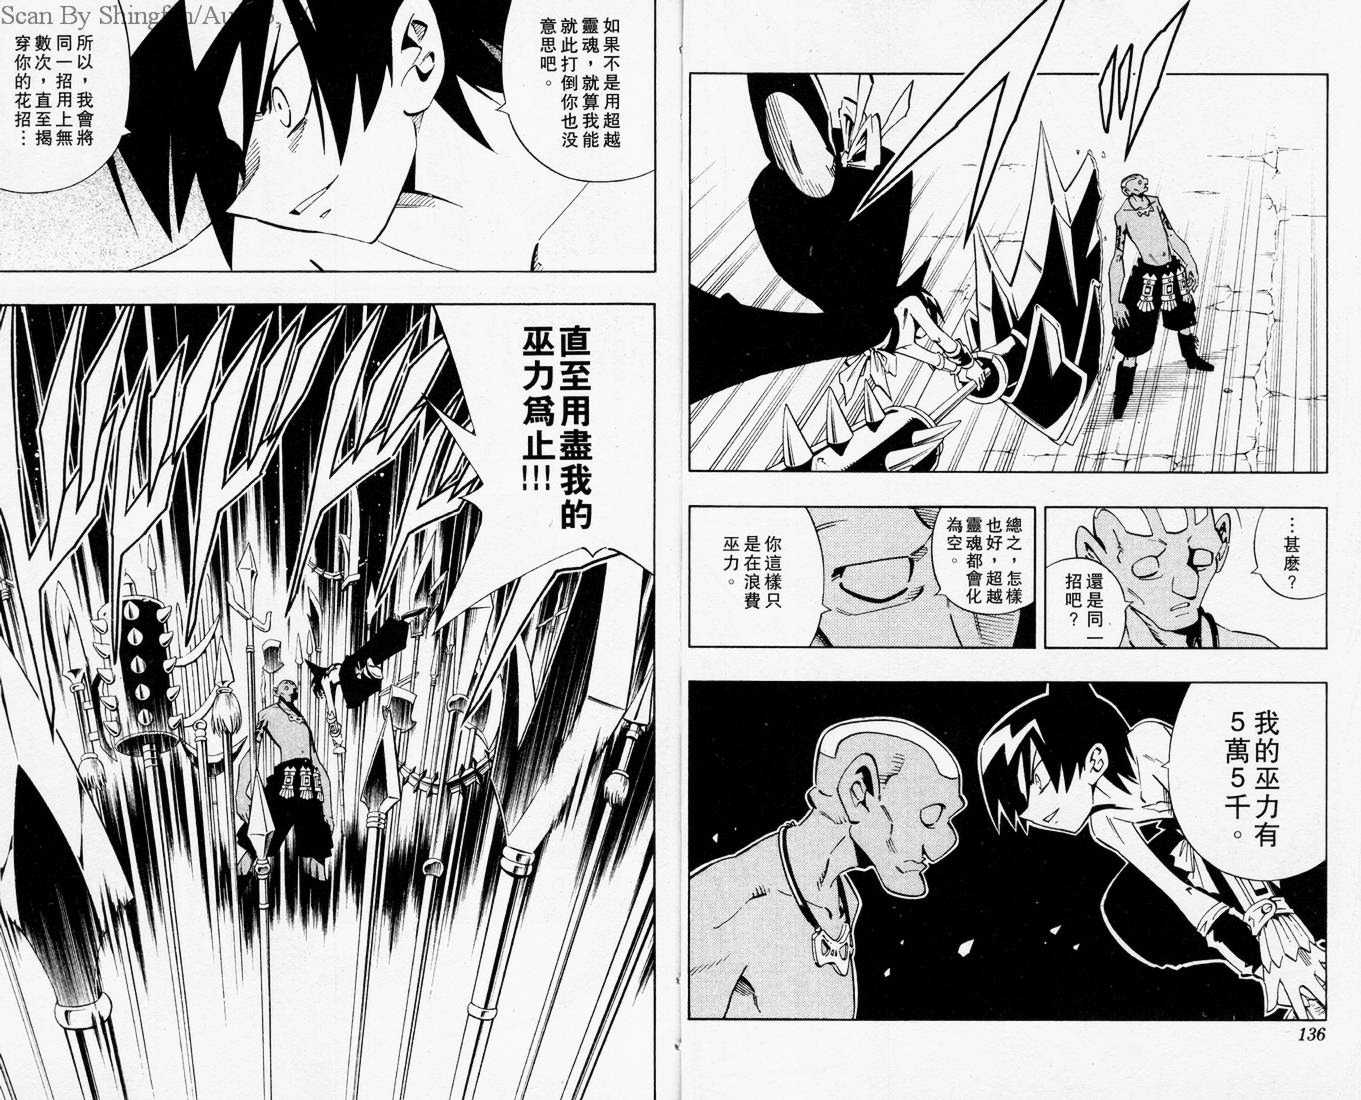 Scan By Shingfan/Au
…甚麼?
還是同一
招吧?
總之,怎樣
也好,超越
靈魂都會化
為空。
你這樣只
是在浪費
巫力。
我的巫力有
5萬5千。
136
如果不是用超越
靈魂,就算我能
就此打倒你也没
意思吧。
所以,我會將
同一招用上無
數次,直至揭
穿你的花招…
直至用盡我的
巫力爲止!!!